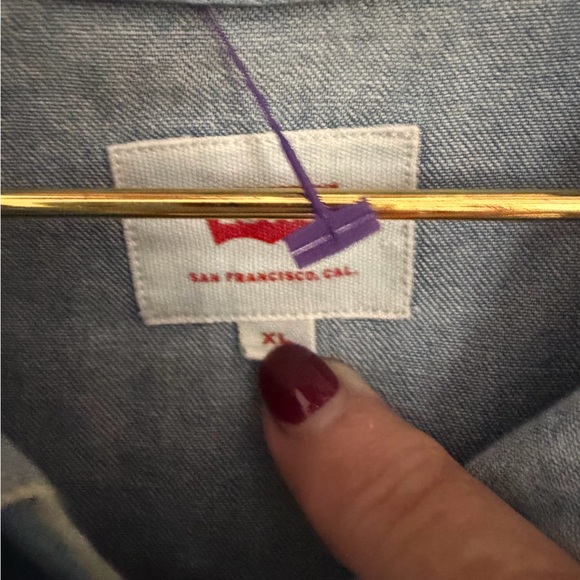 SAN FRANCISCO, CAL.
XL